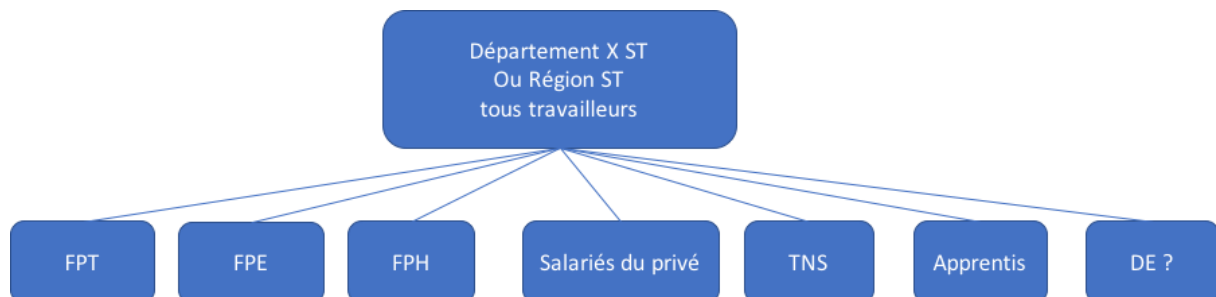 Département X ST
Ou Région ST
tous travailleurs
FPT
FPE
FPH
Salariés du privé
TNS
Apprentis
DE ?